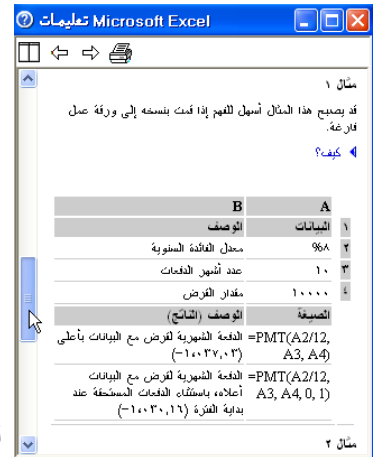 تعليمات Microsoft Excel
مثال ١
قد يصبح هذا المثال أسهل للفهم إذا قمت بنسخه إلى ورقة عمل
فارغة.
كيف؟
A B
١ البيانات الوصف
٢ %٨ معدل الفائدة السنوية
٣ ١٠ عدد أشهر الدفعات
٤ ١٠٠٠٠ مقدار القرض
الصيغة الوصف (الناتج)
=PMT(A2/12, الدفعة الشهرية لقرض مع البيانات بأعلى
A3, A4) (-١٠٣٧,٠٣)
=PMT(A2/12, الدفعة الشهرية لقرض مع البيانات
A3, A4, 0, 1) أعلاه، باستثناء الدفعات المستحقة عند
بداية الفترة (-١٠٣٠,١٦)
مثال ٢